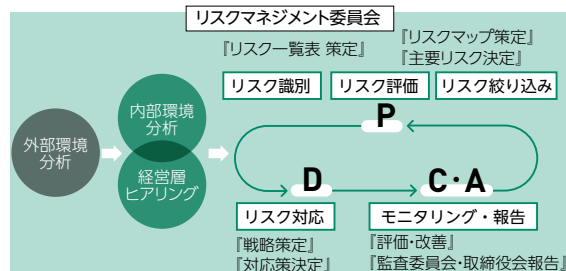 リスクマネジメント委員会
『リスク一覧表 策定』
『リスクマップ策定』
『主要リスク決定』
リスク識別
リスク評価
リスク絞り込み
外部環境
分析
内部環境
分析
経営層
ヒアリング
P
D
C・A
リスク対応
モニタリング・報告
『戦略策定』
『対応策決定』
『評価・改善』
『監査委員会・取締役会報告』